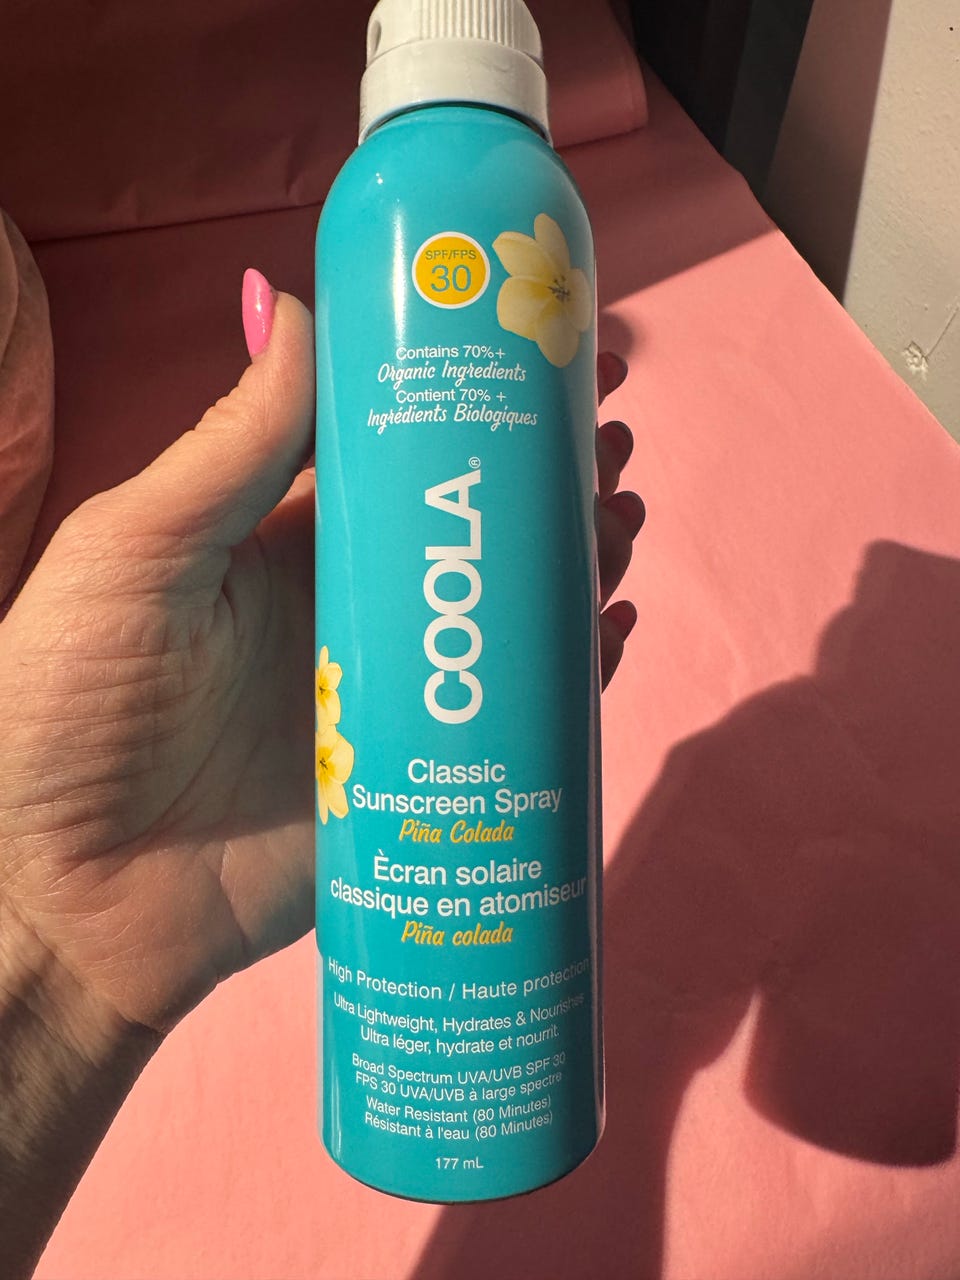 SPF/FPS
30
Contains 70%+
Organic Ingredients
Contient 70% +
Ingrédients Biologiques
COOLA®
Classic
Sunscreen Spray
Piña Colada
Ècran solaire
classique en atomiseur
Piña colada
High Protection / Haute protection
Ultra Lightweight, Hydrates & Nourishes
Ultra léger, hydrate et nourrit
Broad Spectrum UVA/UVB SPF 30
FPS 30 UVA/UVB à large spectre
Water Resistant (80 Minutes)
Résistant à l'eau (80 Minutes)
177 mL